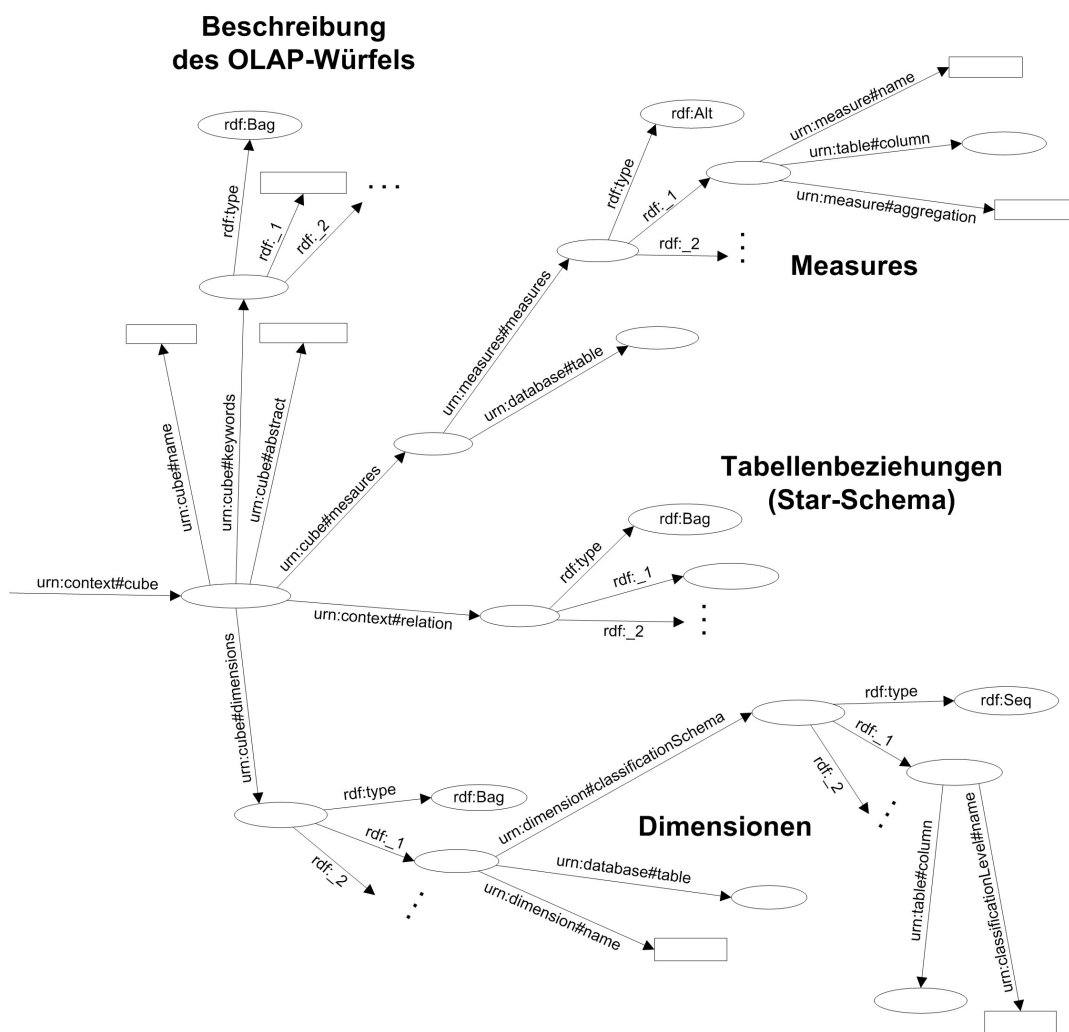 Beschreibung
des OLAP-Würfels
rdf:Bag
rdf:type
rdf:_1
rdf:_2
...
urn:cube#name
urn:cube#keywords
urn:cube#abstract
rdf:Alt
rdf:type
rdf:_1
rdf:_2
...
urn:measure#name
urn:table#column
urn:measure#aggregation
Measures
urn:measures#measures
urn:database#table
urn:cube#mesaures
Tabellenbeziehungen
(Star-Schema)
rdf:Bag
rdf:type
rdf:_1
rdf:_2
...
urn:context#cube
urn:context#relation
urn:cube#dimensions
rdf:type
rdf:Bag
rdf:_1
rdf:_2
...
urn:dimension#classificationSchema
urn:database#table
urn:dimension#name
Dimensionen
rdf:type
rdf:Seq
rdf:_1
rdf:_2
...
urn:table#column
urn:classificationLevel#name